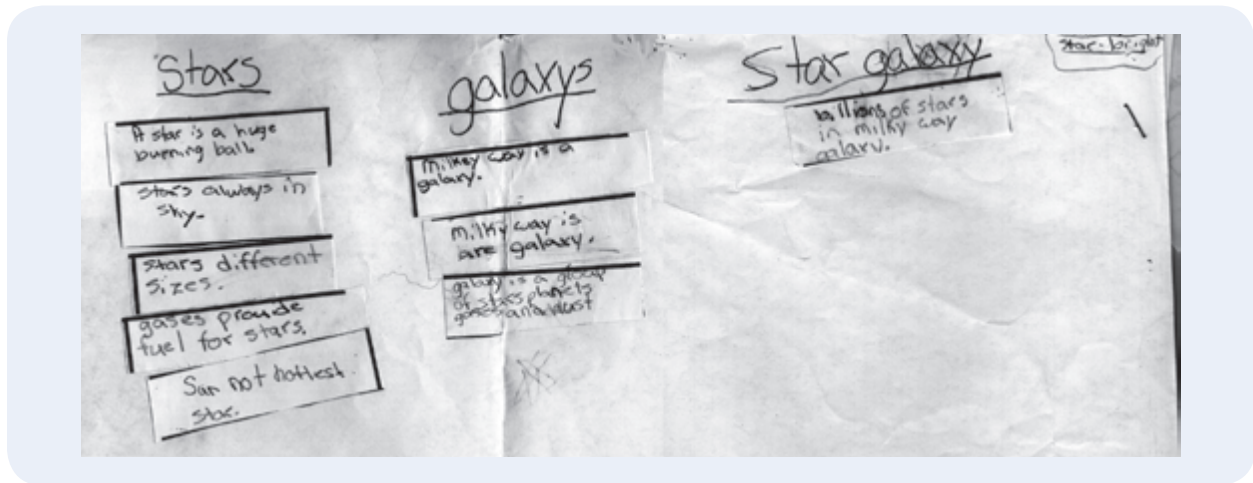 Stars
A star is a huge
burning ball.
Stars always in
sky.
stars different
sizes.
gases provide
fuel for stars.
Sun not hottest
star.
galaxys
milkey way is a
galaxy.
milky way is
are galaxy.
galaxy is a group
of stars planets
gases and dust
Star galaxy
billions of stars
in milky way
galaxy.
star-bright